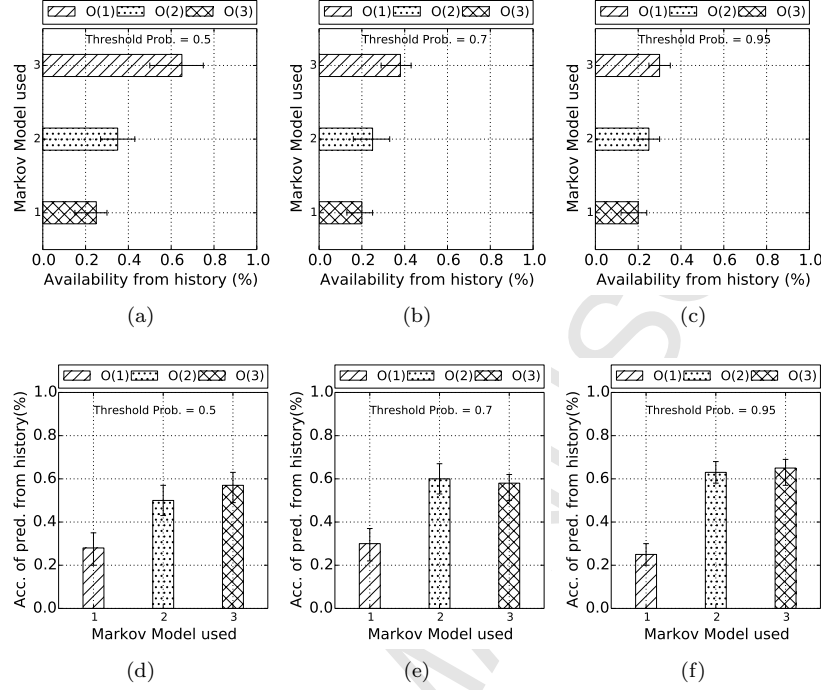 O(1) O(2) O(3)
Threshold Prob. = 0.5
Markov Model used
3
2
1
0.0 0.2 0.4 0.6 0.8 1.0
Availability from history (%)
(a)
O(1) O(2) O(3)
Threshold Prob. = 0.7
Markov Model used
3
2
1
0.0 0.2 0.4 0.6 0.8 1.0
Availability from history (%)
(b)
O(1) O(2) O(3)
Threshold Prob. = 0.95
Markov Model used
3
2
1
0.0 0.2 0.4 0.6 0.8 1.0
Availability from history (%)
(c)
O(1) O(2) O(3)
Threshold Prob. = 0.5
Acc. of pred. from history(%)
1.0
0.8
0.6
0.4
0.2
0.0
1 2 3
Markov Model used
(d)
O(1) O(2) O(3)
Threshold Prob. = 0.7
Acc. of pred. from history(%)
1.0
0.8
0.6
0.4
0.2
0.0
1 2 3
Markov Model used
(e)
O(1) O(2) O(3)
Threshold Prob. = 0.95
Acc. of pred. from history(%)
1.0
0.8
0.6
0.4
0.2
0.0
1 2 3
Markov Model used
(f)